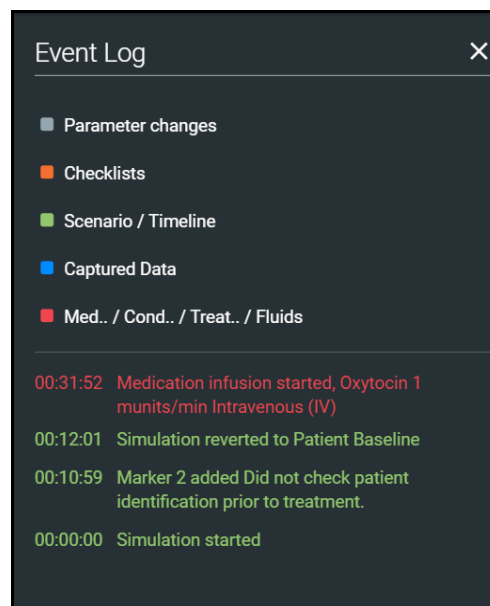 Event Log
Parameter changes
Checklists
Scenario / Timeline
Captured Data
Med.. / Cond.. / Treat.. / Fluids
00:31:52 Medication infusion started, Oxytocin 1
munits/min Intravenous (IV)
00:12:01 Simulation reverted to Patient Baseline
00:10:59 Marker 2 added Did not check patient
identification prior to treatment.
00:00:00 Simulation started